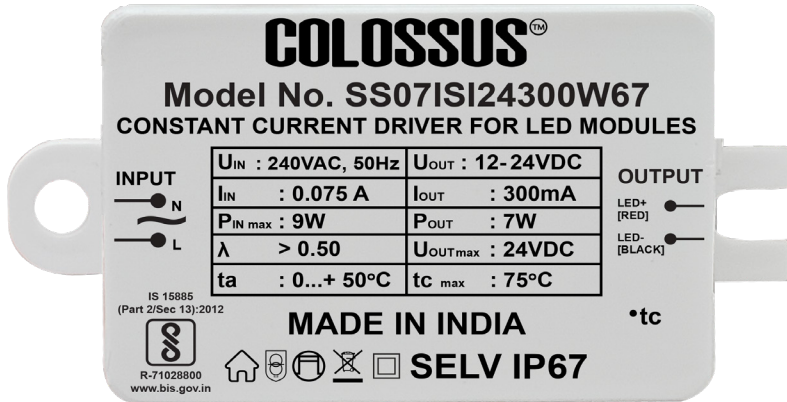 COLOSSUS™
Model No. SS07ISI24300W67
CONSTANT CURRENT DRIVER FOR LED MODULES
INPUT
N
L
UIN : 240VAC, 50Hz UOUT : 12-24VDC
IIN : 0.075 A IOUT : 300mA
PIN max : 9W POUT : 7W
λ > 0.50 UOUTmax : 24VDC
ta : 0...+ 50°C tc max : 75°C
OUTPUT
LED+
[RED]
LED-
[BLACK]
IS 15885
(Part 2/Sec 13):2012
R-71028800
www.bis.gov.in
MADE IN INDIA
•tc
SELV IP67